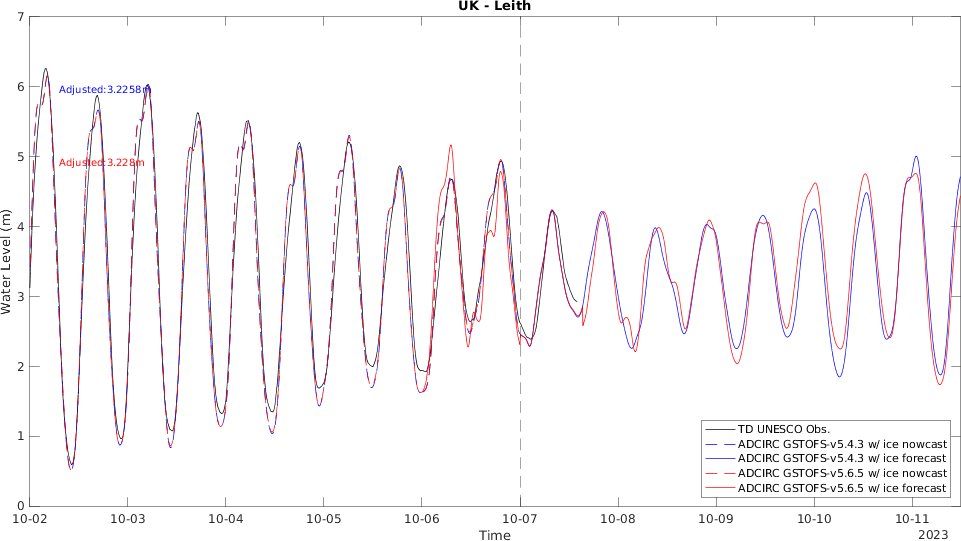 UK - Leith
7
6
5
4
3
2
1
0
Water Level (m)
Adjusted:3.2258m
Adjusted:3.228m
TD UNESCO Obs.
ADCIRC GSTOFS-v5.4.3 w/ ice nowcast
ADCIRC GSTOFS-v5.4.3 w/ ice forecast
ADCIRC GSTOFS-v5.6.5 w/ ice nowcast
ADCIRC GSTOFS-v5.6.5 w/ ice forecast
10-02 10-03 10-04 10-05 10-06 10-07 10-08 10-09 10-10 10-11
Time
2023